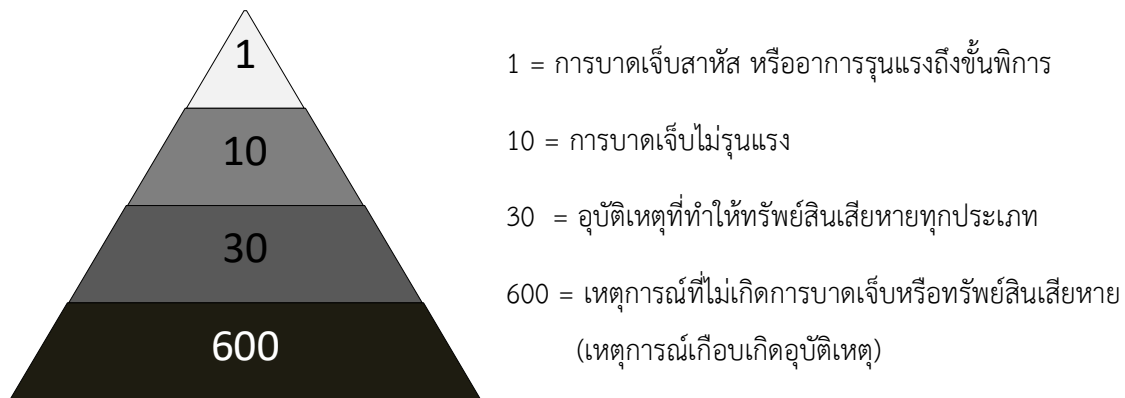 1
10
30
600
1 = การบาดเจ็บสาหัส หรืออาการรุนแรงถึงขั้นพิการ
10 = การบาดเจ็บไม่รุนแรง
30 = อุบัติเหตุที่ทำให้ทรัพย์สินเสียหายทุกประเภท
600 = เหตุการณ์ที่ไม่เกิดการบาดเจ็บหรือทรัพย์สินเสียหาย
(เหตุการณ์เกือบเกิดอุบัติเหตุ)